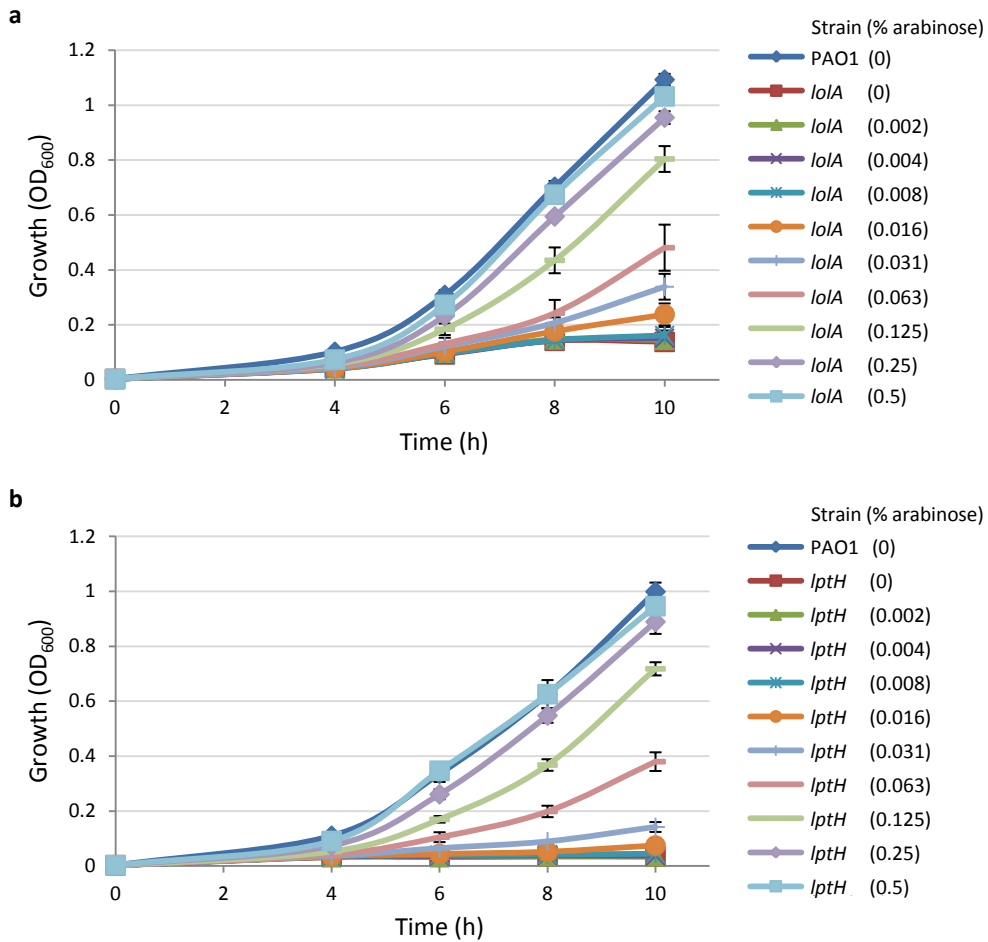 a
Strain (% arabinose)
PAO1 (0)
lolA (0)
lolA (0.002)
lolA (0.004)
lolA (0.008)
lolA (0.016)
lolA (0.031)
lolA (0.063)
lolA (0.125)
lolA (0.25)
lolA (0.5)
Growth (OD600)
1.2
1
0.8
0.6
0.4
0.2
0
0 2 4 6 8 10
Time (h)
b
Strain (% arabinose)
PAO1 (0)
lptH (0)
lptH (0.002)
lptH (0.004)
lptH (0.008)
lptH (0.016)
lptH (0.031)
lptH (0.063)
lptH (0.125)
lptH (0.25)
lptH (0.5)
Growth (OD600)
1.2
1
0.8
0.6
0.4
0.2
0
0 2 4 6 8 10
Time (h)